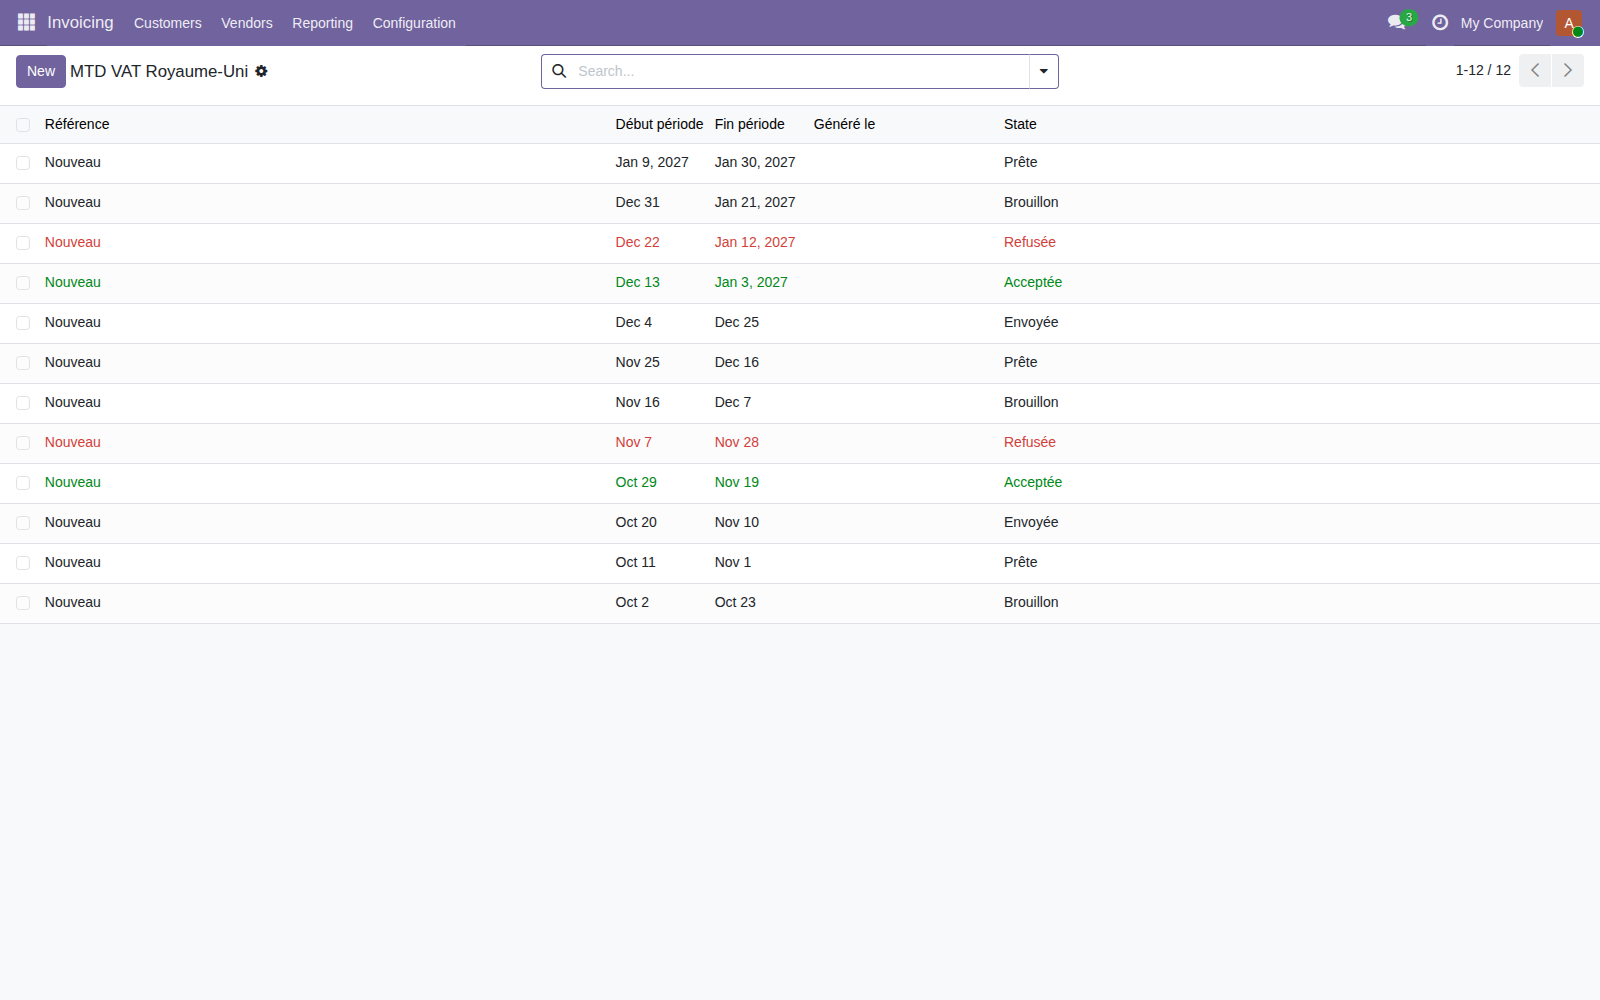 Invoicing Customers Vendors Reporting Configuration 3 My Company A
New MTD VAT Royaume-Uni Search... 1-12 / 12
Référence Début période Fin période Généré le State
Nouveau Jan 9, 2027 Jan 30, 2027 Prête
Nouveau Dec 31 Jan 21, 2027 Brouillon
Nouveau Dec 22 Jan 12, 2027 Refusée
Nouveau Dec 13 Jan 3, 2027 Acceptée
Nouveau Dec 4 Dec 25 Envoyée
Nouveau Nov 25 Dec 16 Prête
Nouveau Nov 16 Dec 7 Brouillon
Nouveau Nov 7 Nov 28 Refusée
Nouveau Oct 29 Nov 19 Acceptée
Nouveau Oct 20 Nov 10 Envoyée
Nouveau Oct 11 Nov 1 Prête
Nouveau Oct 2 Oct 23 Brouillon